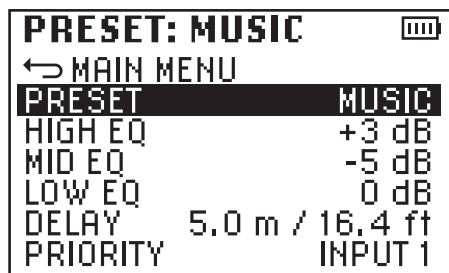 PRESET: MUSIC
MAIN MENU
PRESET MUSIC
HIGH EQ +3 dB
MID EQ -5 dB
LOW EQ 0 dB
DELAY 5.0 m / 16.4 ft
PRIORITY INPUT 1